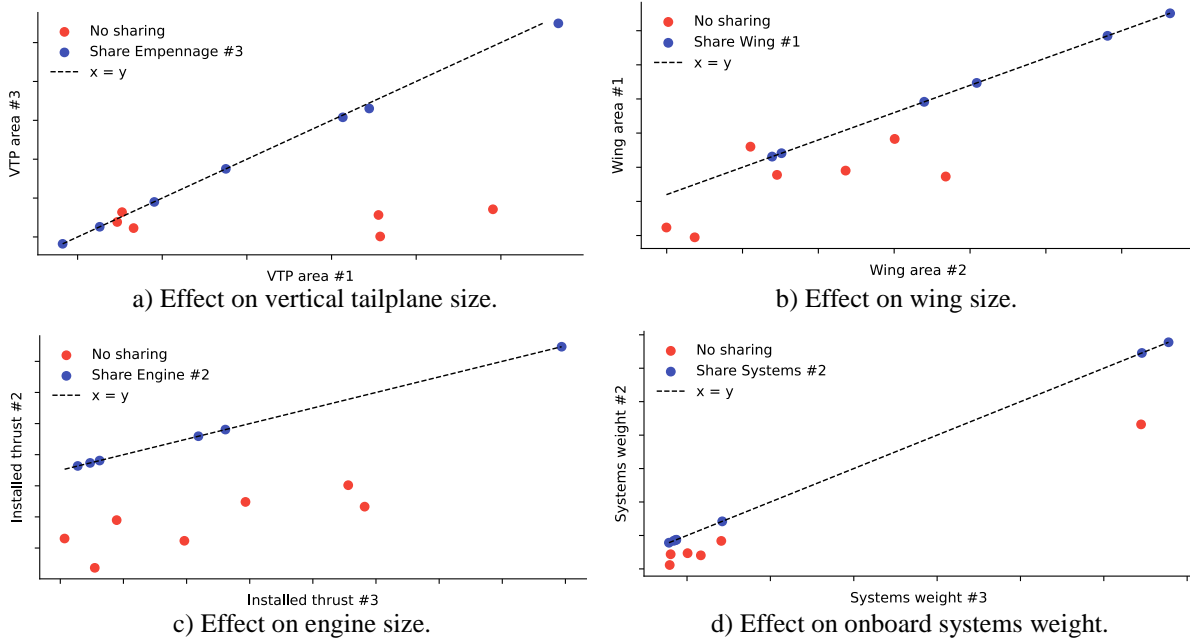 No sharing
Share Empennage #3
x = y
VTP area #3
VTP area #1
a) Effect on vertical tailplane size.
No sharing
Share Wing #1
x = y
Wing area #1
Wing area #2
b) Effect on wing size.
No sharing
Share Engine #2
x = y
Installed thrust #2
Installed thrust #3
c) Effect on engine size.
No sharing
Share Systems #2
x = y
Systems weight #2
Systems weight #3
d) Effect on onboard systems weight.